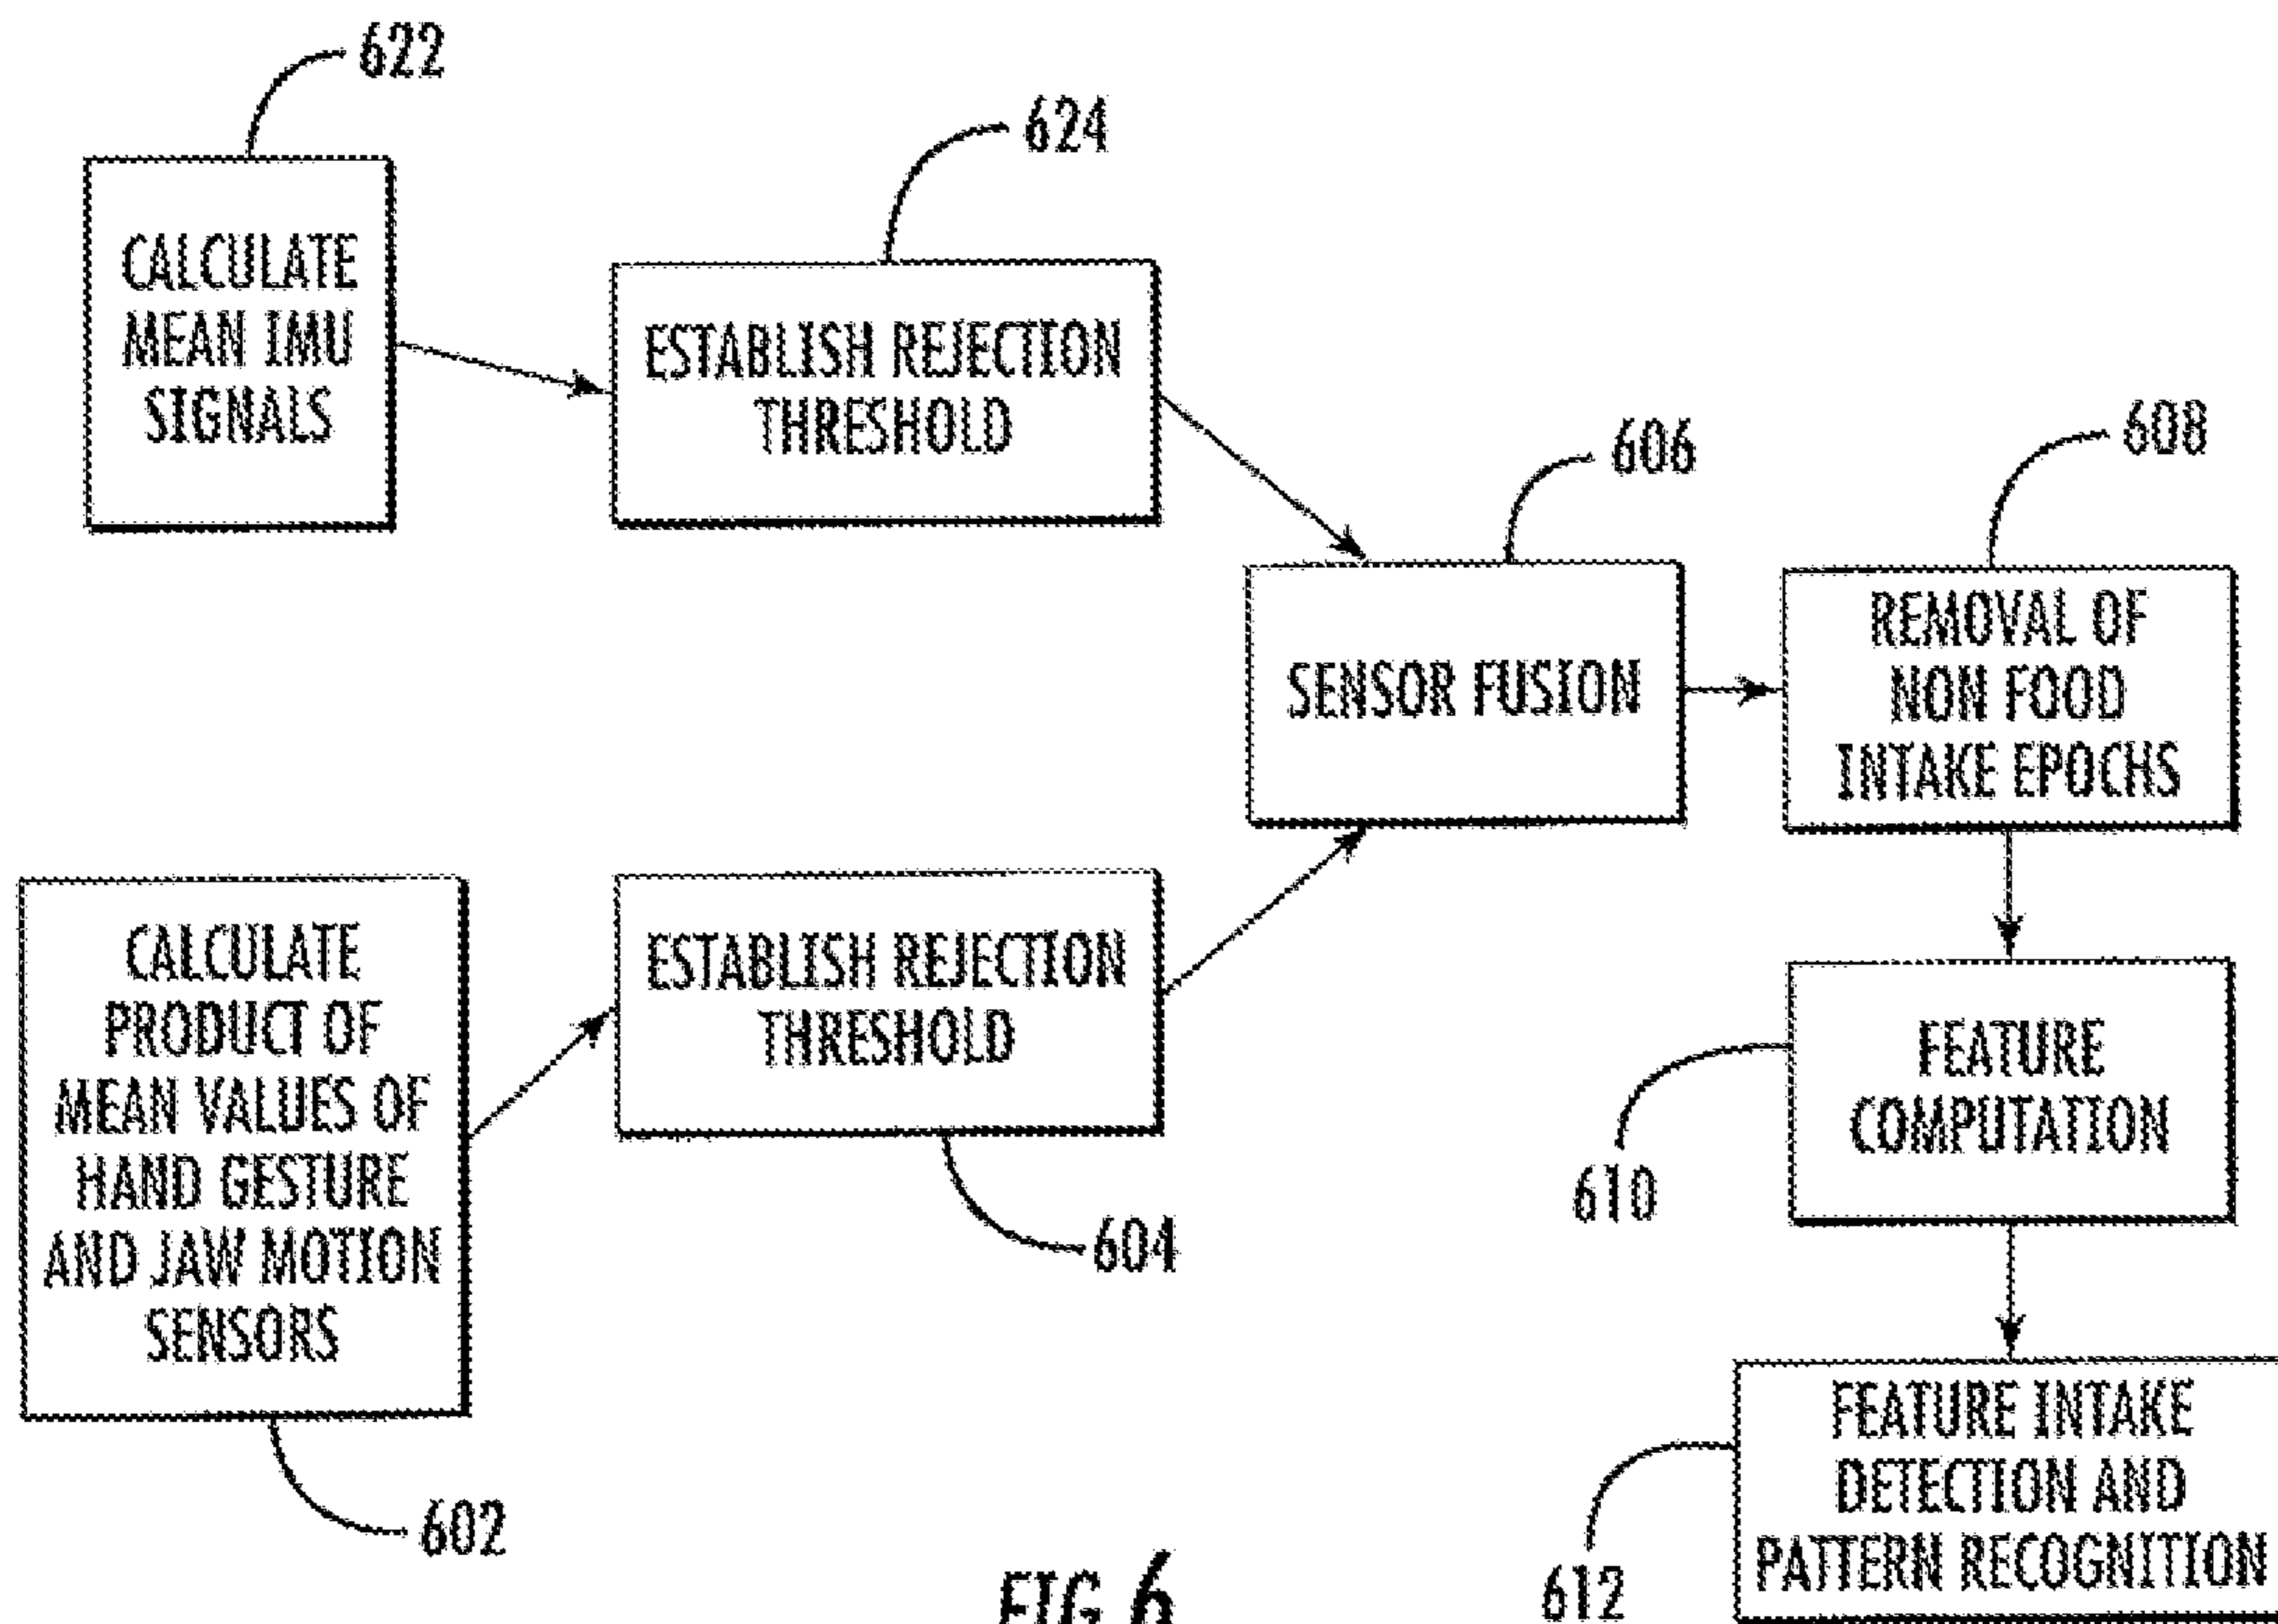 622
CALCULATE
MEAN IMU
SIGNALS
624
ESTABLISH REJECTION
THRESHOLD
606
SENSOR FUSION
608
REMOVAL OF
NON FOOD
INTAKE EPOCHS
CALCULATE
PRODUCT OF
MEAN VALUES OF
HAND GESTURE
AND JAW MOTION
SENSORS
602
ESTABLISH REJECTION
THRESHOLD
604
FEATURE
COMPUTATION
610
FEATURE INTAKE
DETECTION AND
PATTERN RECOGNITION
612
FIG 6